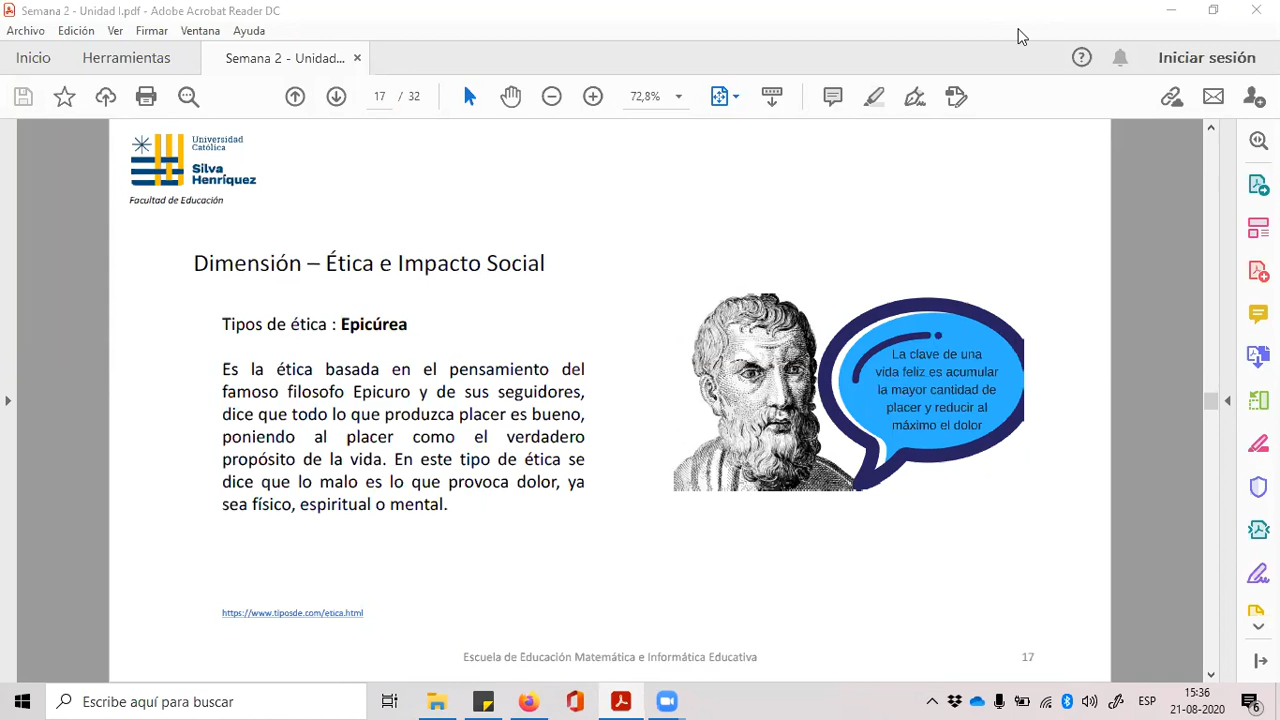 Semana 2 - Unidad I.pdf - Adobe Acrobat Reader DC
Archivo Edición Ver Firmar Ventana Ayuda
Inicio Herramientas Semana 2 - Unidad... × Iniciar sesión
17 / 32 72,8%
Universidad
Católica
Silva
Henríquez
Facultad de Educación
Dimensión – Ética e Impacto Social
Tipos de ética : Epicúrea
Es la ética basada en el pensamiento del
famoso filosofo Epicuro y de sus seguidores,
dice que todo lo que produzca placer es bueno,
poniendo al placer como el verdadero
propósito de la vida. En este tipo de ética se
dice que lo malo es lo que provoca dolor, ya
sea físico, espiritual o mental.
La clave de una
vida feliz es acumular
la mayor cantidad de
placer y reducir al
máximo el dolor
https://www.tiposde.com/etica.html
Escuela de Educación Matemática e Informática Educativa 17
Escribe aquí para buscar
ESP
15:36
21-08-2020
6